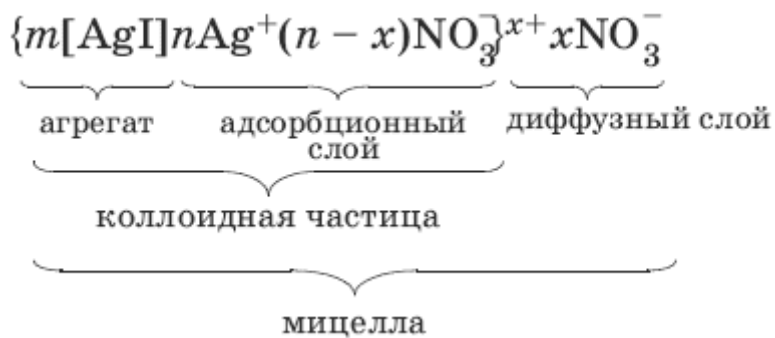 {m[AgI]nAg⁺(n − x)NO₃⁻}ˣ⁺xNO₃⁻
агрегат адсорбционный диффузный слой
слой
коллоидная частица
мицелла